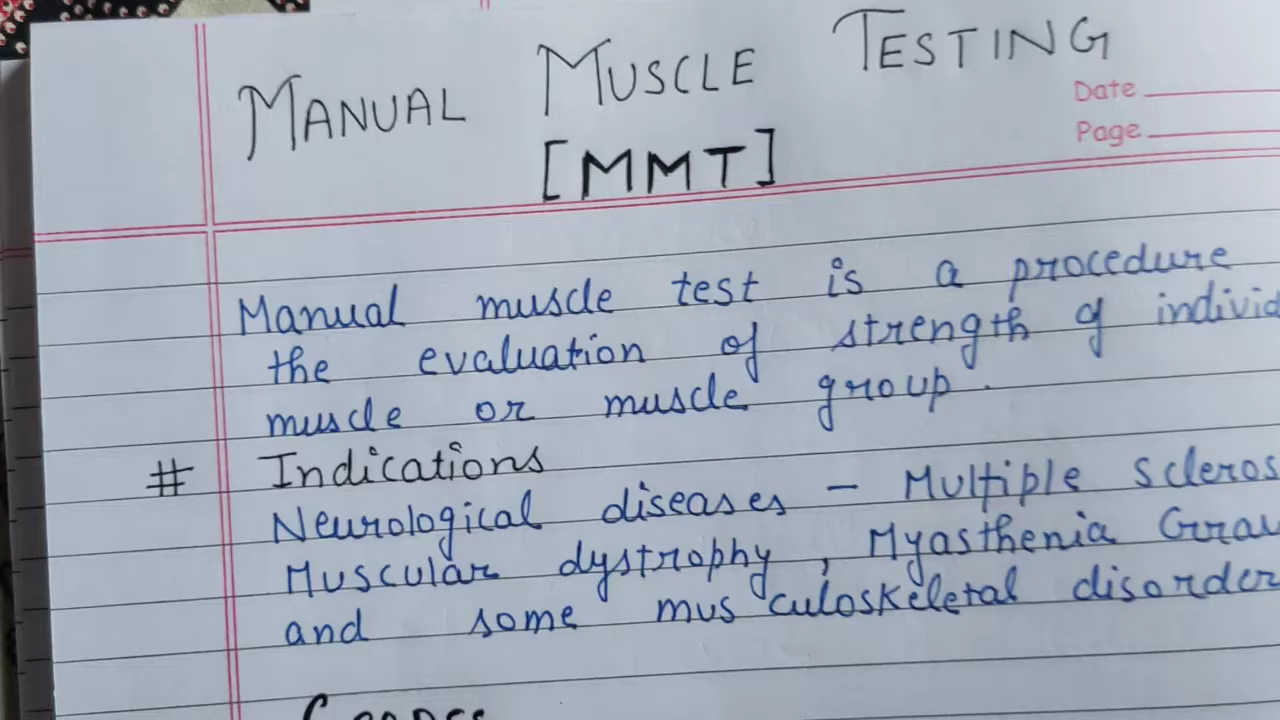 MANUAL MUSCLE TESTING
Date
Page
[MMT]
Manual muscle test is a procedure
the evaluation of strength of
muscle or muscle group.
# Indications
Neurological diseases - Multiple
Muscular dystrophy, Myasthenia
and some musculoskeletal disorder